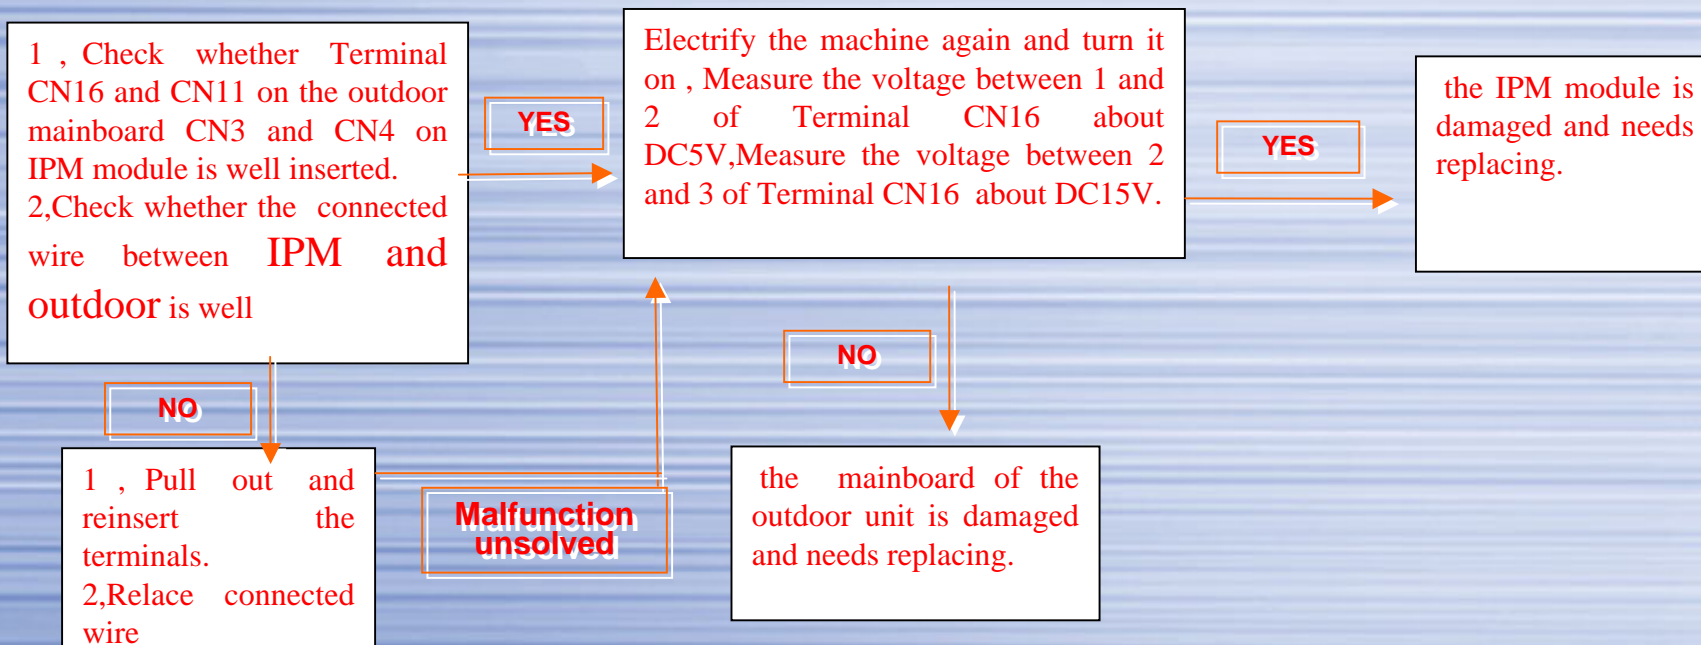 1 , Check whether Terminal
CN16 and CN11 on the outdoor
mainboard CN3 and CN4 on
IPM module is well inserted.
2,Check whether the connected
wire between IPM and
outdoor is well
YES
Electrify the machine again and turn it
on , Measure the voltage between 1 and
2 of Terminal CN16 about
DC5V,Measure the voltage between 2
and 3 of Terminal CN16 about DC15V.
YES
the IPM module is
damaged and needs
replacing.
NO
1 , Pull out and
reinsert the
terminals.
2,Relace connected
wire
Malfunction
unsolved
NO
the mainboard of the
outdoor unit is damaged
and needs replacing.